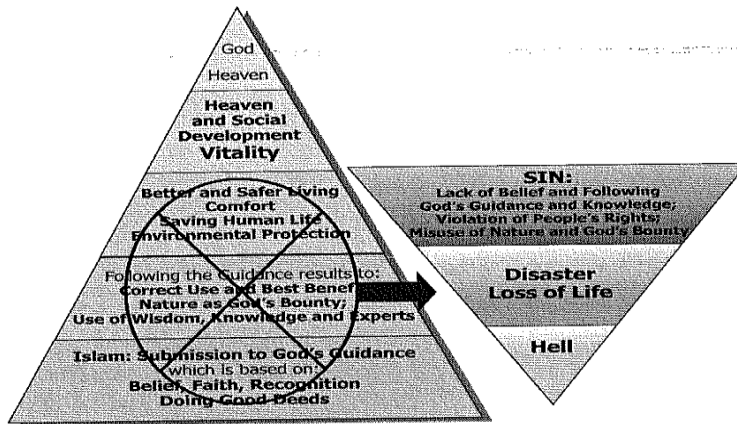 God
Heaven
Heaven
and Social
Development
Vitality
Better and Safer Living
Comfort
Saving Human Life
Environmental Protection
Following the Guidance results to:
Correct Use and Best Benef
Nature as God's Bounty;
Use of Wisdom, Knowledge and Experts
Islam: Submission to God's Guidance
which is based on:
Belief, Faith, Recognition
Doing Good Deeds
SIN:
Lack of Belief and Following
God's Guidance and Knowledge;
Violation of People's Rights;
Misuse of Nature and God's Bounty
Disaster
Loss of Life
Hell